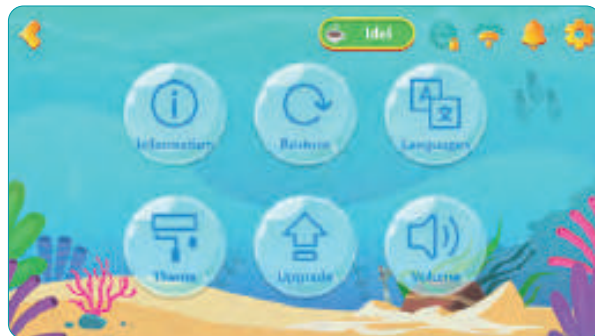 Idel
Information
Restore
Languages
Theme
Upgrade
Volume